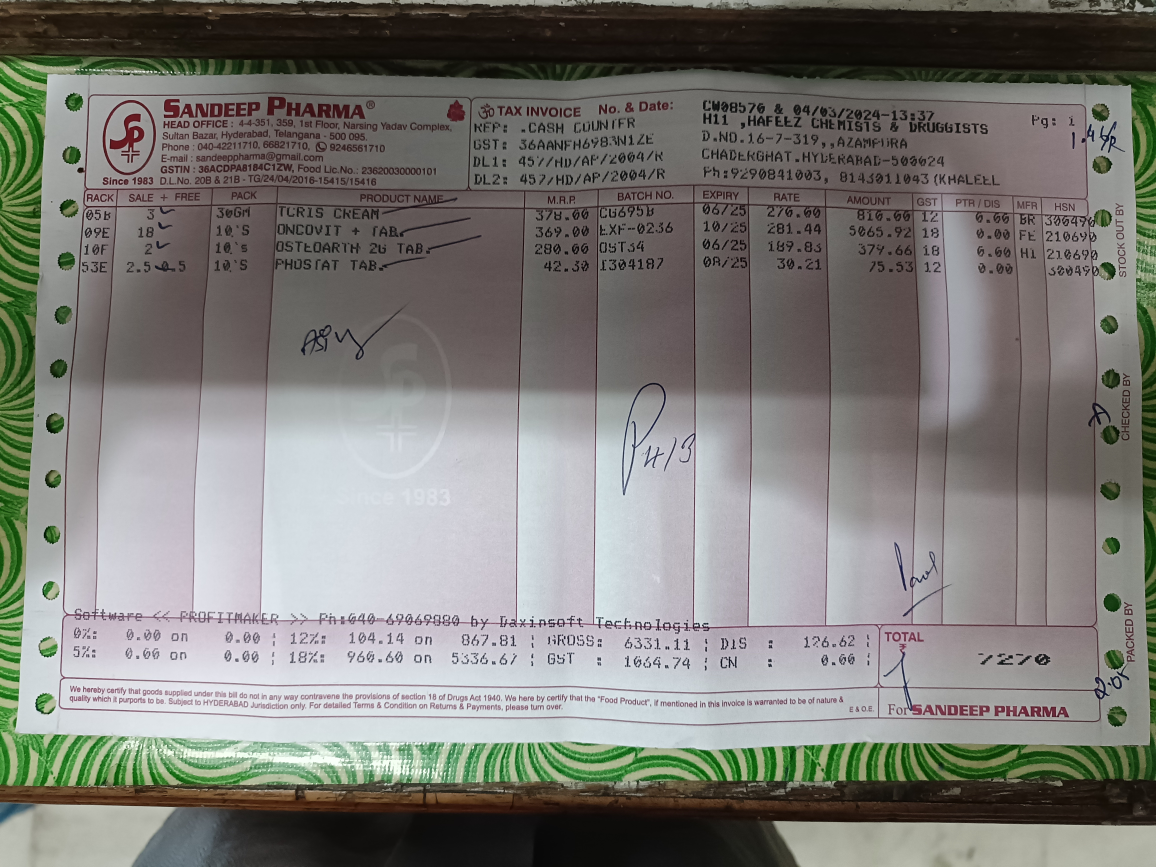 SANDEEP PHARMA®
HEAD OFFICE : 4-4-351, 359, 1st Floor, Narsing Yadav Complex,
Sultan Bazar, Hyderabad, Telangana - 500 095.
Phone : 040-42211710, 66821710, 9246561710
E-mail : sandeeppharma@gmail.com
GSTIN : 36ACDPA8184C1ZW, Food Lic.No.: 23620030000101
D.L.No. 20B & 21B - TG/24/04/2016-15415/15416
SP
Since 1983
ॐ TAX INVOICE No. & Date: CW08576 & 04/03/2024-13:37
REP: .CASH COUNTER H11 ,HAFEEZ CHEMISTS & DRUGGISTS
GST: 36AANFH6983N1ZE D.NO.16-7-319,,AZAMPURA
DL1: 457/HD/AP/2004/R CHADERGHAT.HYDERABAD-500024
DL2: 457/HD/AP/2004/R Ph:9290841003, 8143011043(KHALEEL
Pg: 1
RACK SALE + FREE PACK PRODUCT NAME M.R.P. BATCH NO. EXPIRY RATE AMOUNT GST PTR / DIS MFR HSN
05B 3 30GM TCRIS CREAM 378.00 CG695B 06/25 270.00 810.00 12 0.00 BR 300490
09E 18 10,'S ONCOVIT + TAB. 369.00 EXF-0236 10/25 281.44 5065.92 18 0.00 FE 210690
10F 2 10,'S OSTEOARTH 2G TAB. 280.00 OST34 06/25 189.83 379.66 18 0.00 H1 210690
53E 2.5 0.5 10,'S PHOSTAT TAB. 42.30 T304187 08/25 30.21 75.53 12 0.00 300490
STOCK OUT BY
CHECKED BY
PACKED BY
SP
Since 1983
PH/3
Software << PROFITMAKER >> Ph:040-69069880 by Daxinsoft Technologies
0%: 0.00 on 0.00 | 12%: 104.14 on 867.81 | GROSS: 6331.11 | DIS : 126.62 |
5%: 0.00 on 0.00 | 18%: 960.60 on 5336.67 | GST : 1064.74 | CN : 0.00 |
TOTAL
₹
7270
We hereby certify that goods supplied under this bill do not in any way contravene the provisions of section 18 of Drugs Act 1940. We here by certify that the "Food Product", if mentioned in this invoice is warranted to be of nature &
quality which it purports to be. Subject to HYDERABAD Jurisdiction only. For detailed Terms & Condition on Returns & Payments, please turn over.
E & O.E.
For SANDEEP PHARMA